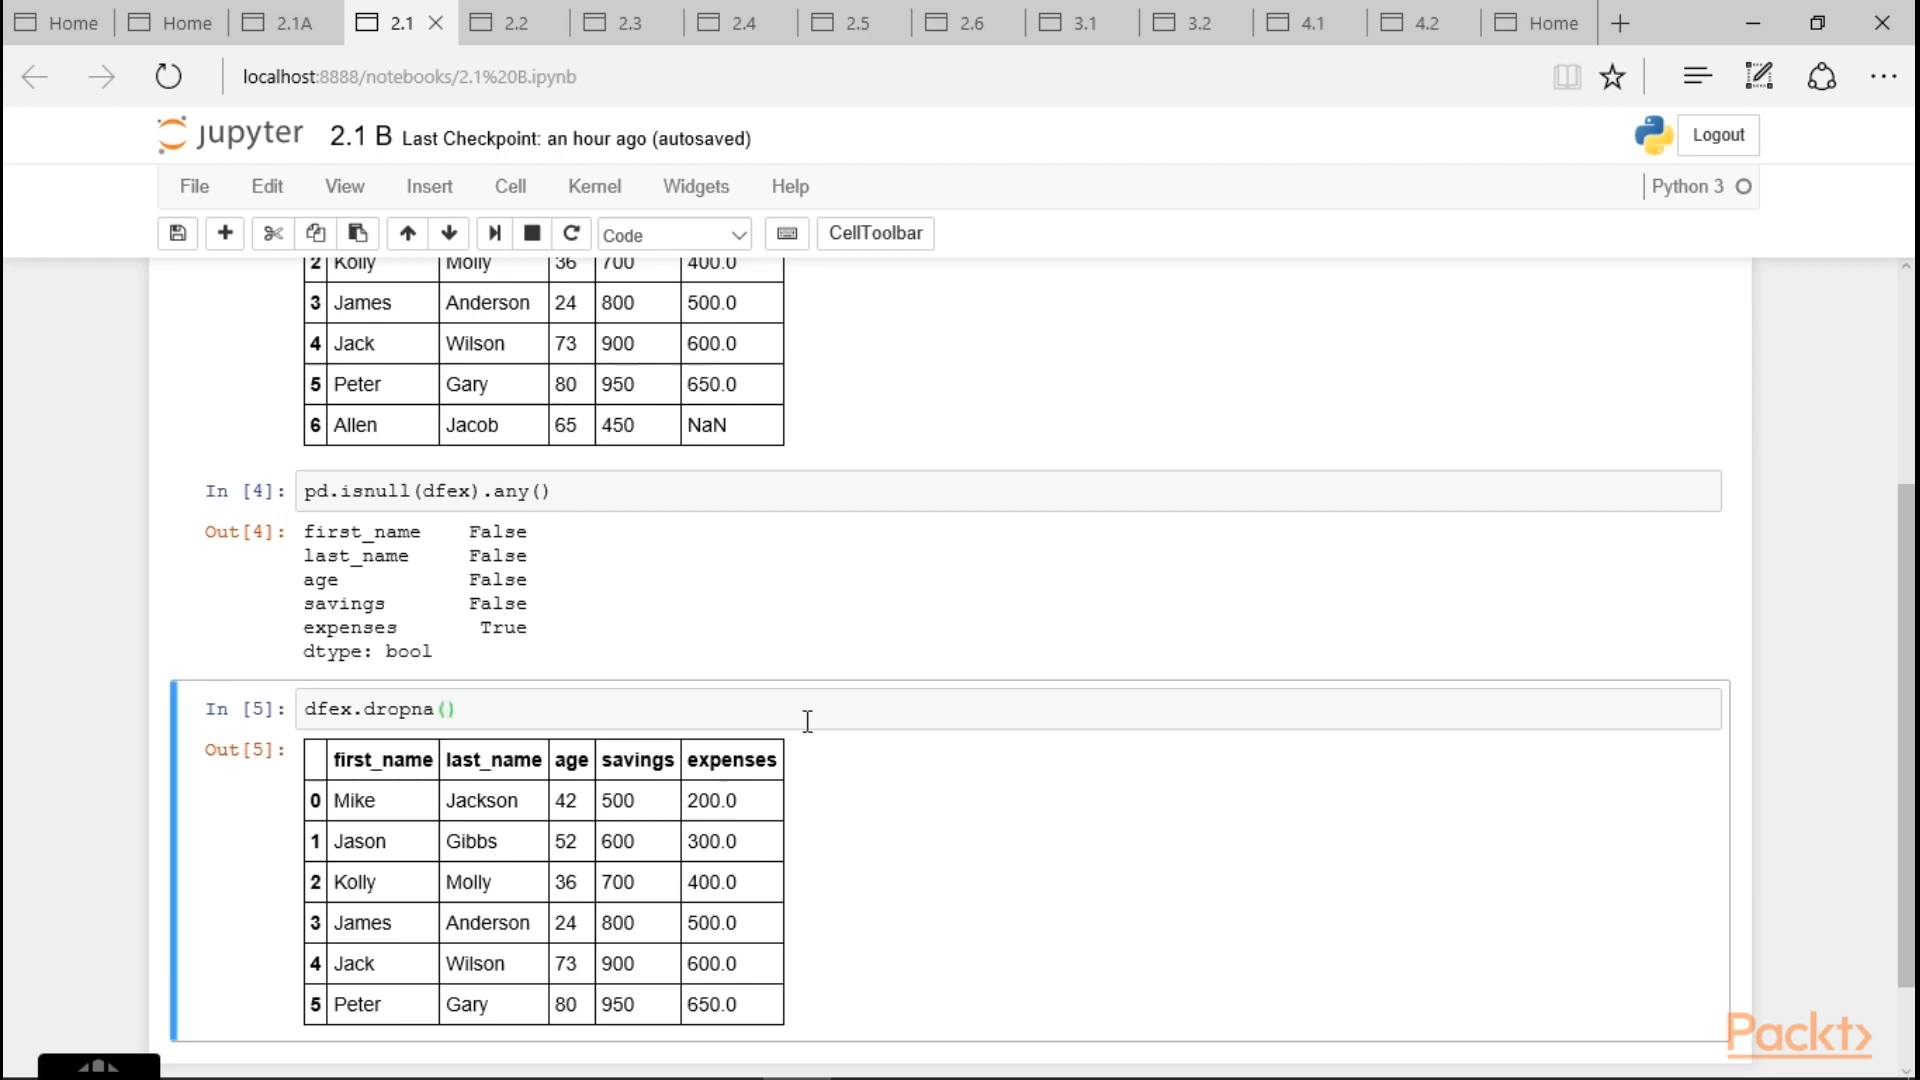 Home Home 2.1A 2.1 2.2 2.3 2.4 2.5 2.6 3.1 3.2 4.1 4.2 Home
localhost:8888/notebooks/2.1%20B.ipynb
jupyter 2.1 B Last Checkpoint: an hour ago (autosaved) Logout
File Edit View Insert Cell Kernel Widgets Help Python 3
Code CellToolbar
2 Kolly Molly 36 700 400.0
3 James Anderson 24 800 500.0
4 Jack Wilson 73 900 600.0
5 Peter Gary 80 950 650.0
6 Allen Jacob 65 450 NaN
In [4]: pd.isnull(dfex).any()
Out[4]: first_name False
last_name False
age False
savings False
expenses True
dtype: bool
In [5]: dfex.dropna()
Out[5]: first_name last_name age savings expenses
0 Mike Jackson 42 500 200.0
1 Jason Gibbs 52 600 300.0
2 Kolly Molly 36 700 400.0
3 James Anderson 24 800 500.0
4 Jack Wilson 73 900 600.0
5 Peter Gary 80 950 650.0
Packt>